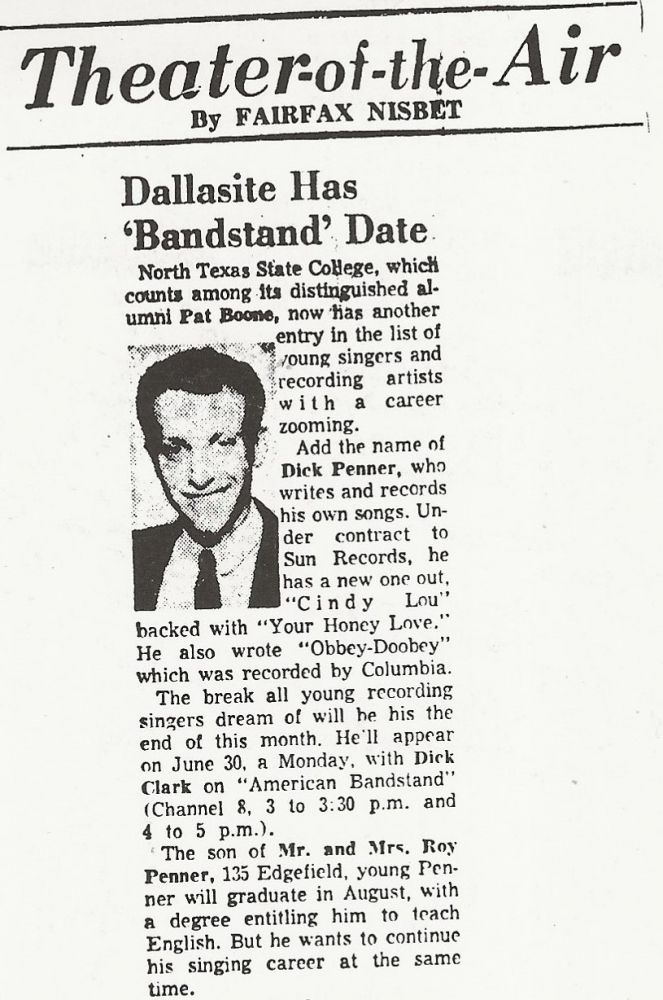 Theater-of-the-Air
By FAIRFAX NISBET
Dallasite Has
'Bandstand' Date
North Texas State College, which
counts among its distinguished al-
umni Pat Boone, now has another
entry in the list of
young singers and
recording artists
with a career
zooming.
Add the name of
Dick Penner, who
writes and records
his own songs. Un-
der contract to
Sun Records, he
has a new one out,
"Cindy Lou"
backed with "Your Honey Love."
He also wrote "Obbey-Doobey"
which was recorded by Columbia.
The break all young recording
singers dream of will be his the
end of this month. He'll appear
on June 30, a Monday, with Dick
Clark on "American Bandstand"
(Channel 8, 3 to 3:30 p.m. and
4 to 5 p.m.).
The son of Mr. and Mrs. Roy
Penner, 135 Edgefield, young Pen-
ner will graduate in August, with
a degree entitling him to teach
English. But he wants to continue
his singing career at the same
time.